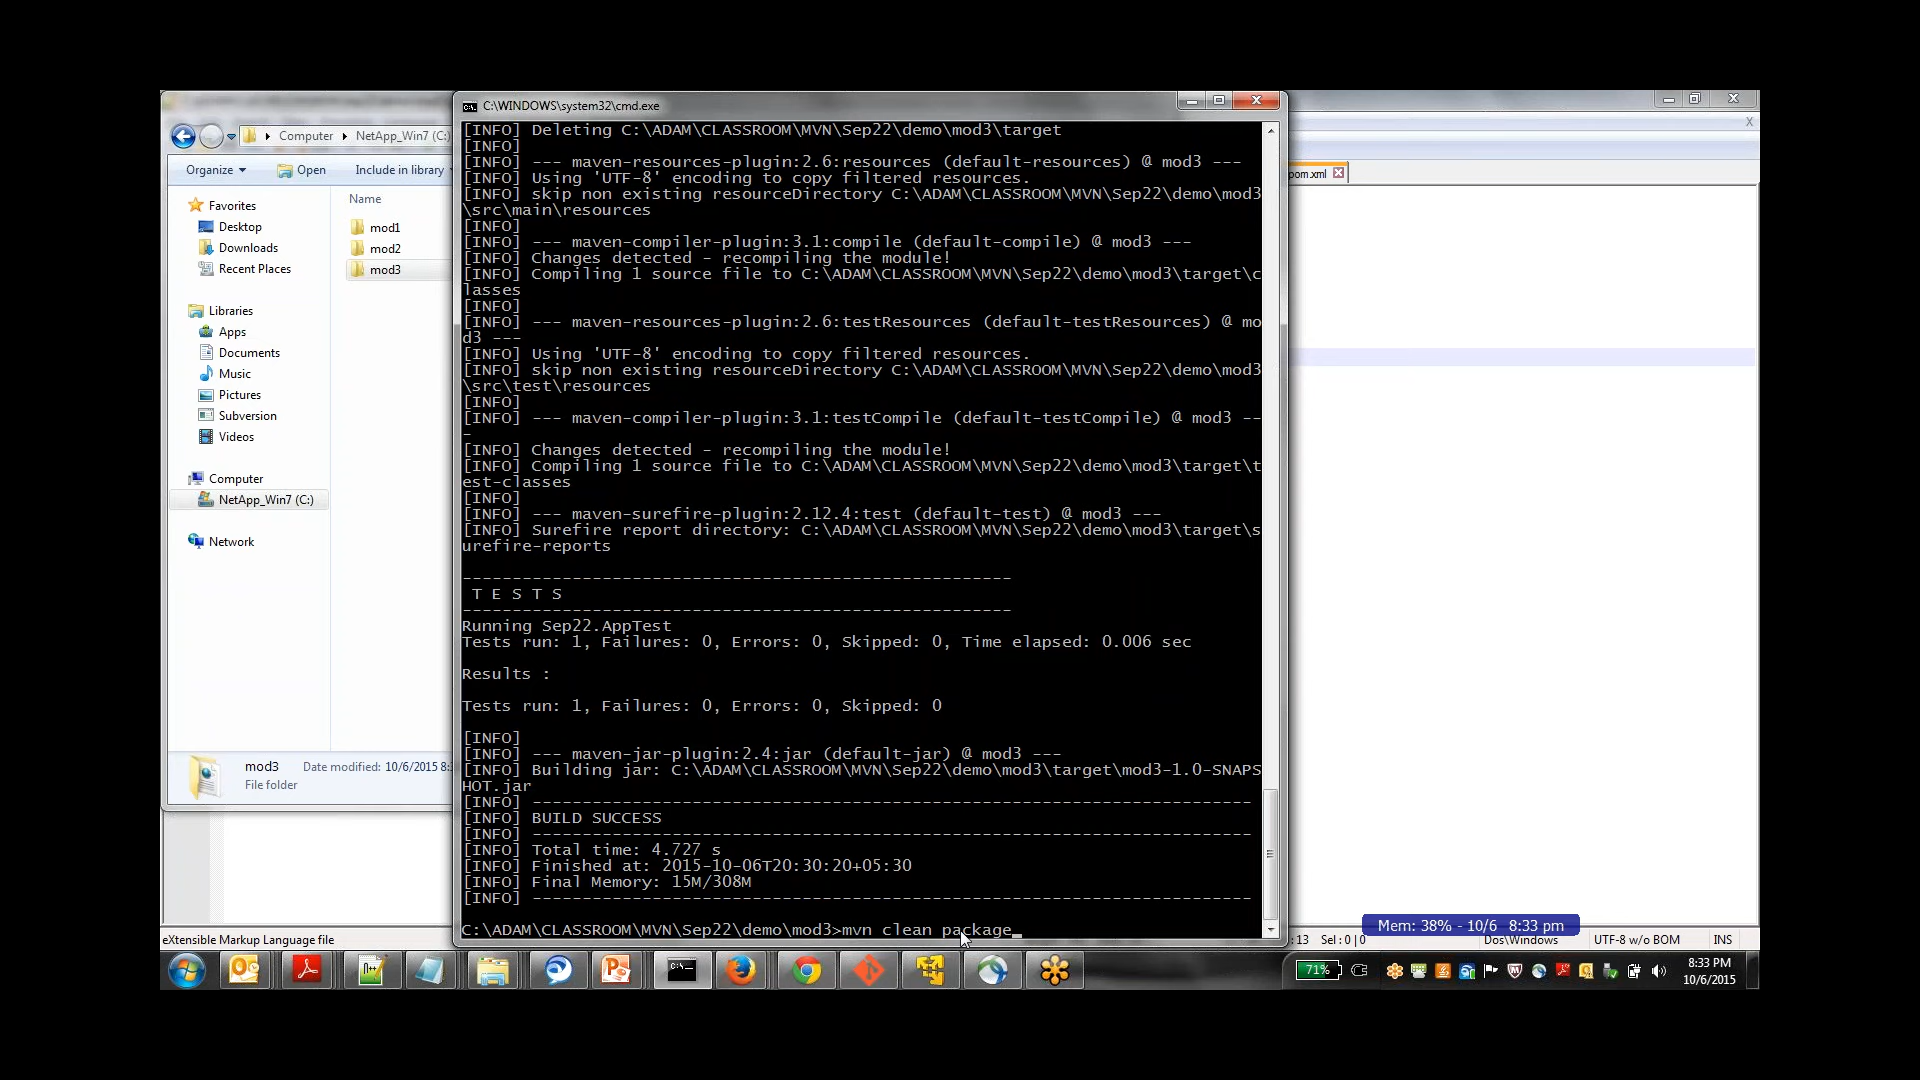 C:\WINDOWS\system32\cmd.exe
Computer
NetApp_Win7 (C:)
Organize
Open
Include in library
pom.xml
Favorites
Desktop
Downloads
Recent Places
Libraries
Apps
Documents
Music
Pictures
Subversion
Videos
Computer
NetApp_Win7 (C:)
Network
Name
mod1
mod2
mod3
mod3
Date modified: 10/6/2015 8:3
File folder
[INFO] Deleting C:\ADAM\CLASSROOM\MVN\Sep22\demo\mod3\target
[INFO]
[INFO] --- maven-resources-plugin:2.6:resources (default-resources) @ mod3 ---
[INFO] Using 'UTF-8' encoding to copy filtered resources.
[INFO] skip non existing resourceDirectory C:\ADAM\CLASSROOM\MVN\Sep22\demo\mod3
\src\main\resources
[INFO]
[INFO] --- maven-compiler-plugin:3.1:compile (default-compile) @ mod3 ---
[INFO] Changes detected - recompiling the module!
[INFO] Compiling 1 source file to C:\ADAM\CLASSROOM\MVN\Sep22\demo\mod3\target\c
lasses
[INFO]
[INFO] --- maven-resources-plugin:2.6:testResources (default-testResources) @ mo
d3 ---
[INFO] Using 'UTF-8' encoding to copy filtered resources.
[INFO] skip non existing resourceDirectory C:\ADAM\CLASSROOM\MVN\Sep22\demo\mod3
\src\test\resources
[INFO]
[INFO] --- maven-compiler-plugin:3.1:testCompile (default-testCompile) @ mod3 --
-
[INFO] Changes detected - recompiling the module!
[INFO] Compiling 1 source file to C:\ADAM\CLASSROOM\MVN\Sep22\demo\mod3\target\t
est-classes
[INFO]
[INFO] --- maven-surefire-plugin:2.12.4:test (default-test) @ mod3 ---
[INFO] Surefire report directory: C:\ADAM\CLASSROOM\MVN\Sep22\demo\mod3\target\s
urefire-reports
-------------------------------------------------------
T E S T S
-------------------------------------------------------
Running Sep22.AppTest
Tests run: 1, Failures: 0, Errors: 0, Skipped: 0, Time elapsed: 0.006 sec
Results :
Tests run: 1, Failures: 0, Errors: 0, Skipped: 0
[INFO]
[INFO] --- maven-jar-plugin:2.4:jar (default-jar) @ mod3 ---
[INFO] Building jar: C:\ADAM\CLASSROOM\MVN\Sep22\demo\mod3\target\mod3-1.0-SNAPS
HOT.jar
[INFO] ------------------------------------------------------------------------
[INFO] BUILD SUCCESS
[INFO] ------------------------------------------------------------------------
[INFO] Total time: 4.727 s
[INFO] Finished at: 2015-10-06T20:30:20+05:30
[INFO] Final Memory: 15M/308M
[INFO] ------------------------------------------------------------------------
C:\ADAM\CLASSROOM\MVN\Sep22\demo\mod3>mvn clean package_
Mem: 38% - 10/6 8:33 pm
eXtensible Markup Language file
: 13 Sel : 0 | 0
Dos\Windows
UTF-8 w/o BOM
INS
71%
8:33 PM
10/6/2015